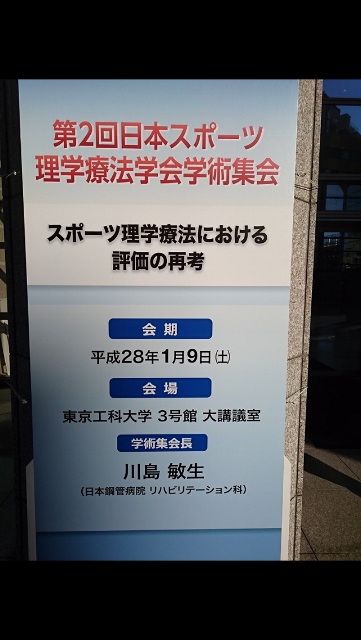 第2回日本スポーツ
理学療法学会学術集会
スポーツ理学療法における
評価の再考
会期
平成28年1月9日(土)
会場
東京工科大学 3号館 大講議室
学術集会長
川島 敏生
(日本鋼管病院 リハビリテーション科)